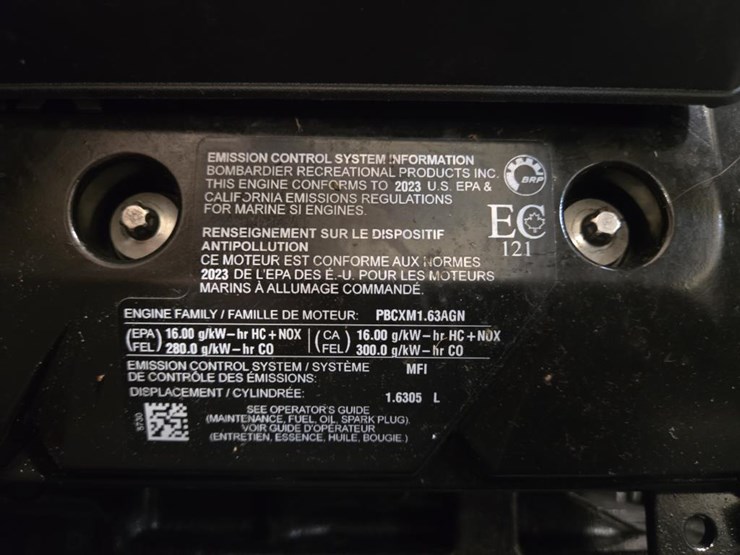 EMISSION CONTROL SYSTEM INFORMATION
BOMBARDIER RECREATIONAL PRODUCTS INC.
THIS ENGINE CONFORMS TO 2023 U.S. EPA &
CALIFORNIA EMISSIONS REGULATIONS
FOR MARINE SI ENGINES.
BRP
EC
121
RENSEIGNEMENT SUR LE DISPOSITIF
ANTIPOLLUTION
CE MOTEUR EST CONFORME AUX NORMES
2023 DE L'EPA DES É.-U. POUR LES MOTEURS
MARINS À ALLUMAGE COMMANDÉ.
ENGINE FAMILY / FAMILLE DE MOTEUR: PBCXM1.63AGN
(EPA FEL) 16.00 g/kW–hr HC+NOX | (CA FEL) 16.00 g/kW–hr HC+NOX
280.0 g/kW–hr CO | 300.0 g/kW–hr CO
EMISSION CONTROL SYSTEM / SYSTÈME MFI
DE CONTRÔLE DES ÉMISSIONS:
DISPLACEMENT / CYLINDRÉE: 1.6305 L
5730
SEE OPERATOR'S GUIDE
(MAINTENANCE, FUEL, OIL, SPARK PLUG)
VOIR GUIDE D'OPÉRATEUR
(ENTRETIEN, ESSENCE, HUILE, BOUGIE.)